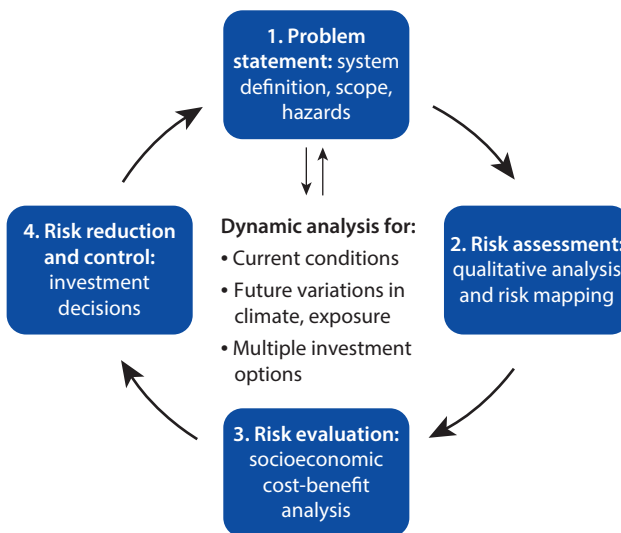 1. Problem
statement: system
definition, scope,
hazards
2. Risk assessment:
qualitative analysis
and risk mapping
3. Risk evaluation:
socioeconomic
cost-benefit
analysis
4. Risk reduction
and control:
investment
decisions
Dynamic analysis for:
• Current conditions
• Future variations in
climate, exposure
• Multiple investment
options